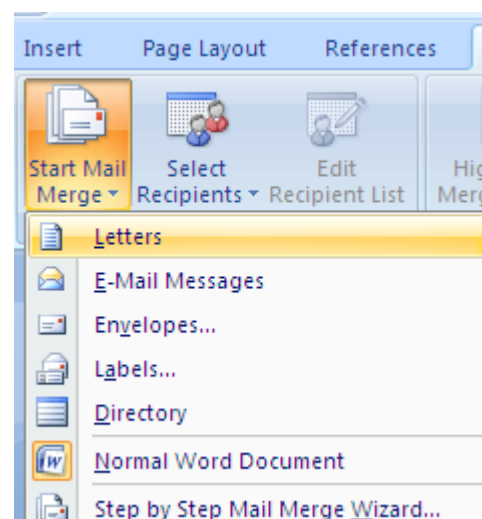 Insert Page Layout References
Start Mail Select Edit
Merge Recipients Recipient List
Letters
E-Mail Messages
Envelopes...
Labels...
Directory
Normal Word Document
Step by Step Mail Merge Wizard...